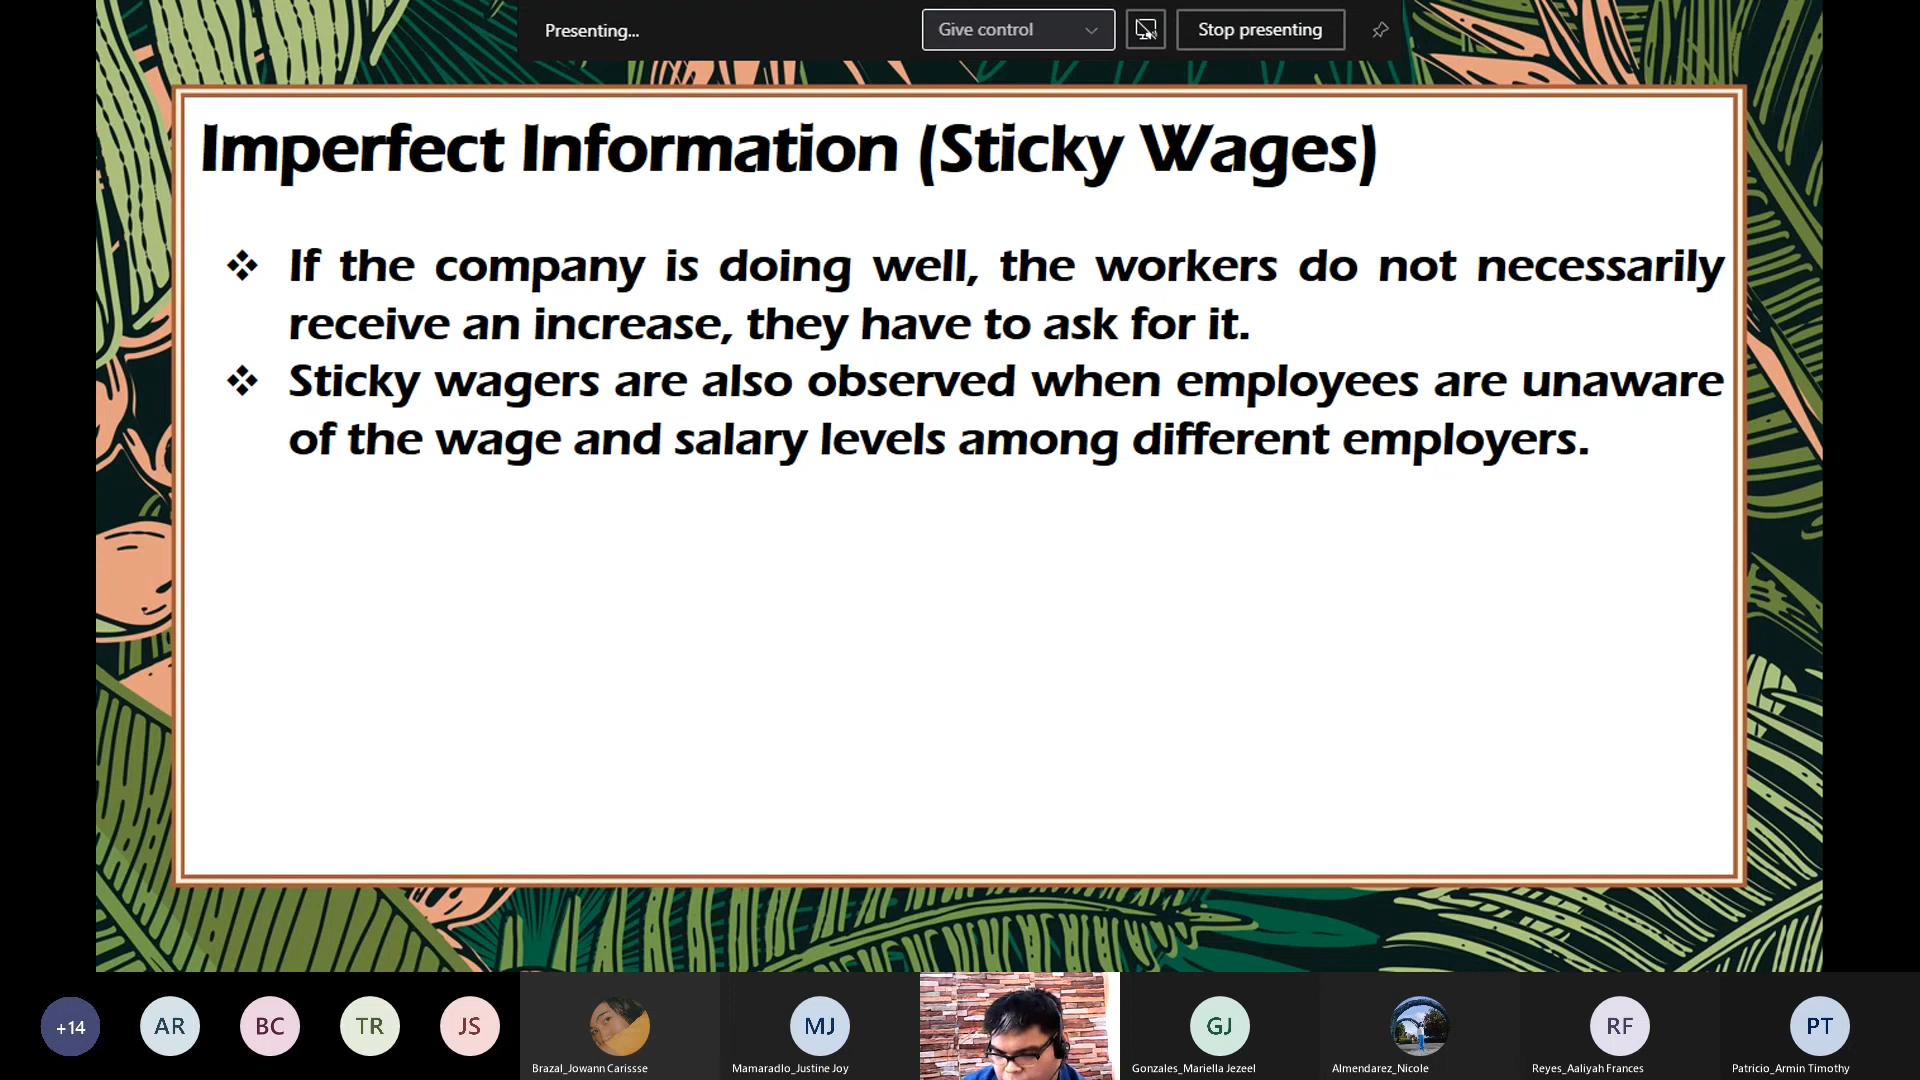 Presenting...
Give control
Stop presenting
Imperfect Information (Sticky Wages)
❖ If the company is doing well, the workers do not necessarily
receive an increase, they have to ask for it.
❖ Sticky wagers are also observed when employees are unaware
of the wage and salary levels among different employers.
+14
AR
BC
TR
JS
MJ
GJ
RF
PT
Brazal_Jowann Carissse
Mamaradlo_Justine Joy
Gonzales_Mariella Jezeel
Almendarez_Nicole
Reyes_Aaliyah Frances
Patricio_Armin Timothy